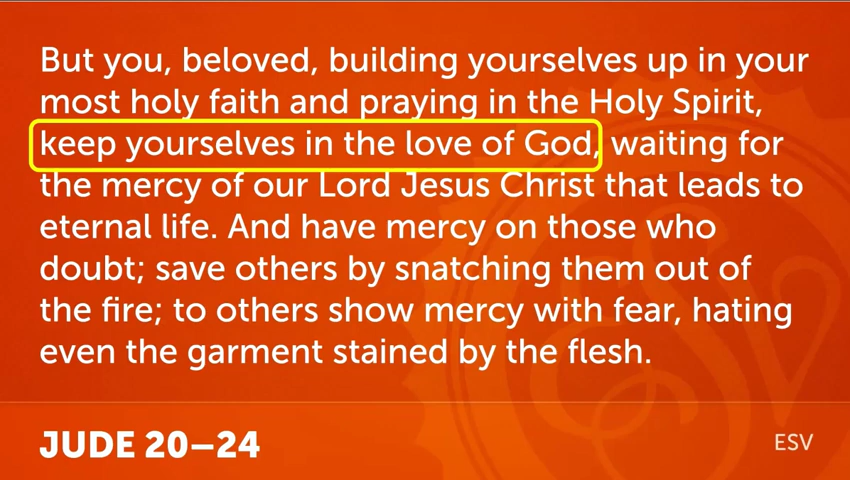 But you, beloved, building yourselves up in your
most holy faith and praying in the Holy Spirit,
keep yourselves in the love of God, waiting for
the mercy of our Lord Jesus Christ that leads to
eternal life. And have mercy on those who
doubt; save others by snatching them out of
the fire; to others show mercy with fear, hating
even the garment stained by the flesh.
JUDE 20–24
ESV